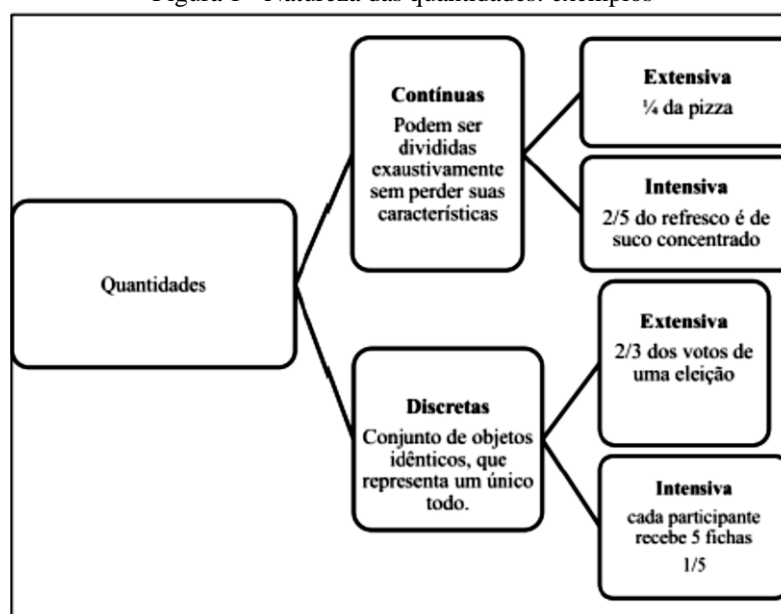 Figura 1 - Natureza das quantidades: exemplos
Quantidades
Contínuas
Podem ser
divididas
exaustivamente
sem perder suas
características
Extensiva
¼ da pizza
Intensiva
2/5 do refresco é de
suco concentrado
Discretas
Conjunto de objetos
idênticos, que
representa um único
todo.
Extensiva
2/3 dos votos de
uma eleição
Intensiva
cada participante
recebe 5 fichas
1/5